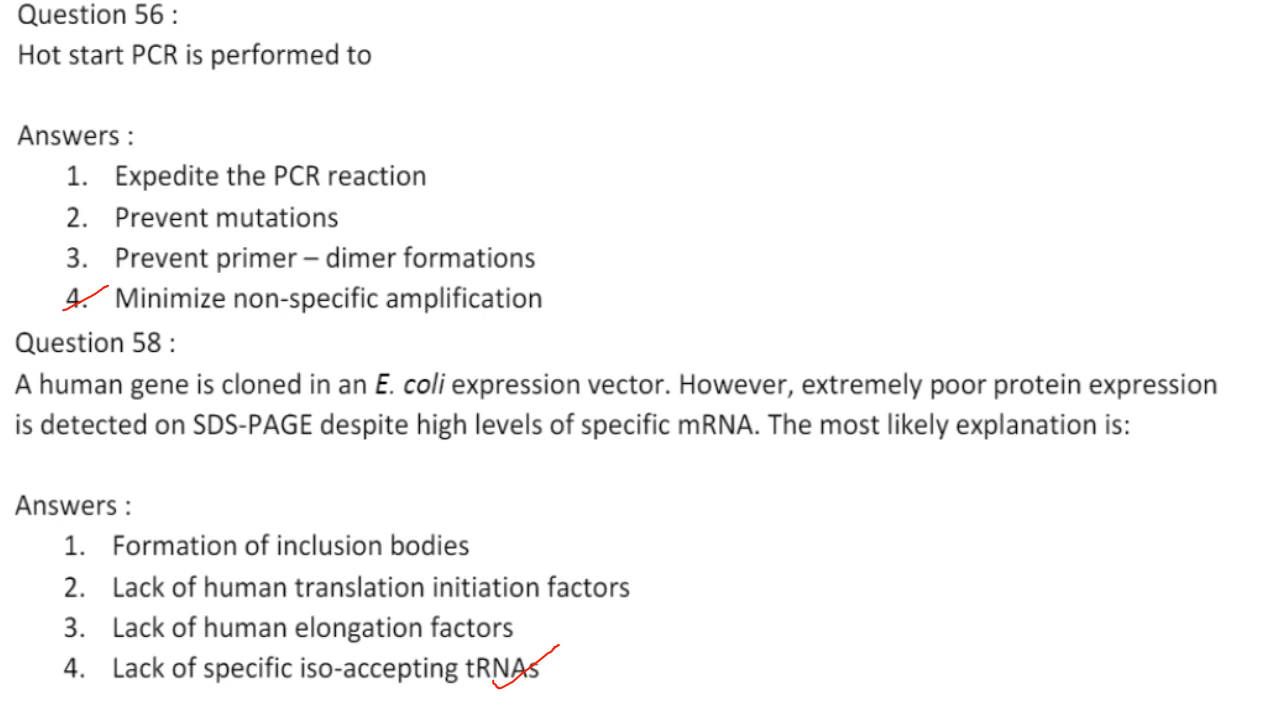 Question 56 :
Hot start PCR is performed to
Answers :
1. Expedite the PCR reaction
2. Prevent mutations
3. Prevent primer – dimer formations
4. Minimize non-specific amplification
Question 58 :
A human gene is cloned in an E. coli expression vector. However, extremely poor protein expression
is detected on SDS-PAGE despite high levels of specific mRNA. The most likely explanation is:
Answers :
1. Formation of inclusion bodies
2. Lack of human translation initiation factors
3. Lack of human elongation factors
4. Lack of specific iso-accepting tRNAs